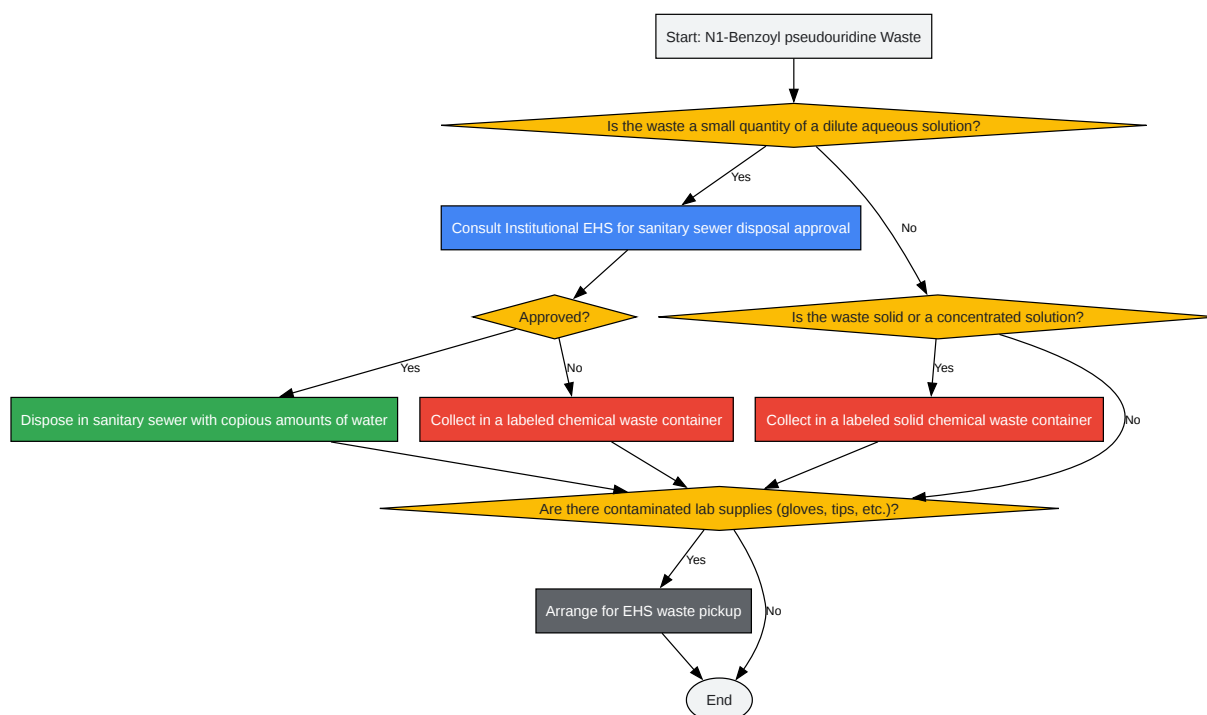 Start: N1-Benzoyl pseudouridine Waste
Is the waste a small quantity of a dilute aqueous solution?
Yes
No
Consult Institutional EHS for sanitary sewer disposal approval
Approved?
Is the waste solid or a concentrated solution?
Yes
No
Yes
No
Dispose in sanitary sewer with copious amounts of water
Collect in a labeled chemical waste container
Collect in a labeled solid chemical waste container
Are there contaminated lab supplies (gloves, tips, etc.)?
Yes
No
Arrange for EHS waste pickup
End